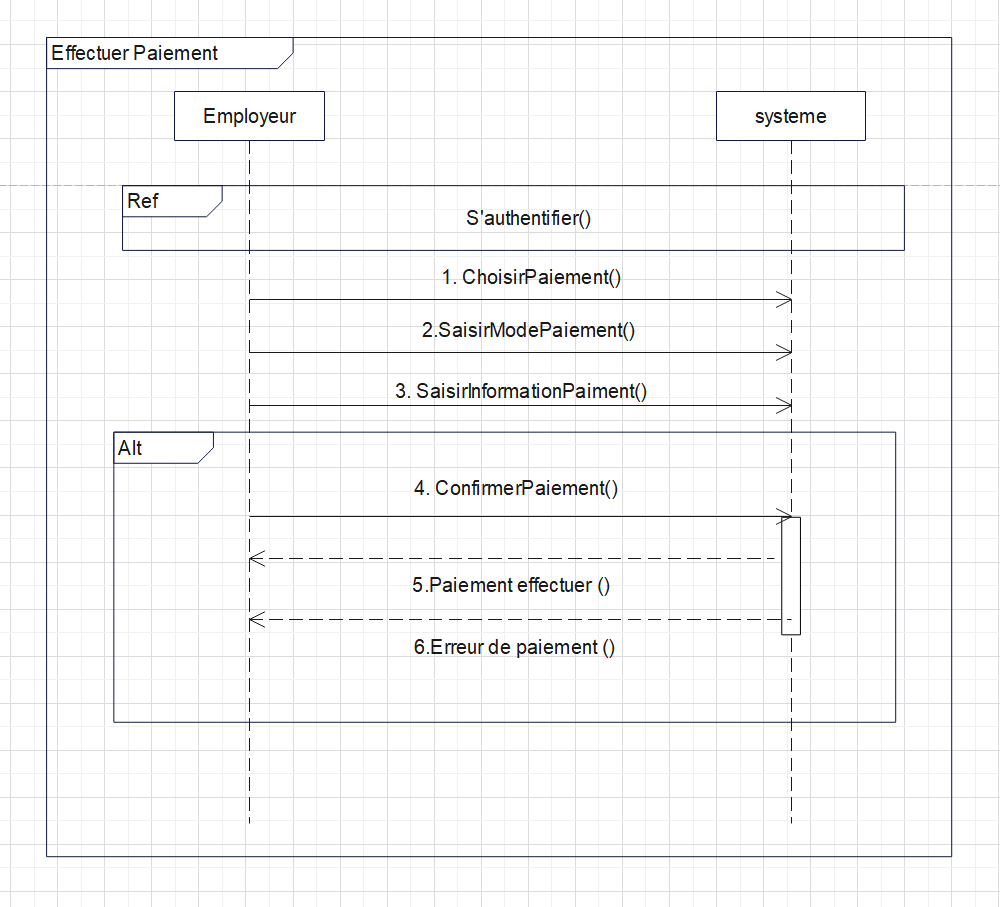 Effectuer Paiement
Employeur
systeme
Ref
S'authentifier()
1. ChoisirPaiement()
2.SaisirModePaiement()
3. SaisirInformationPaiment()
Alt
4. ConfirmerPaiement()
5.Paiement effectuer ()
6.Erreur de paiement ()